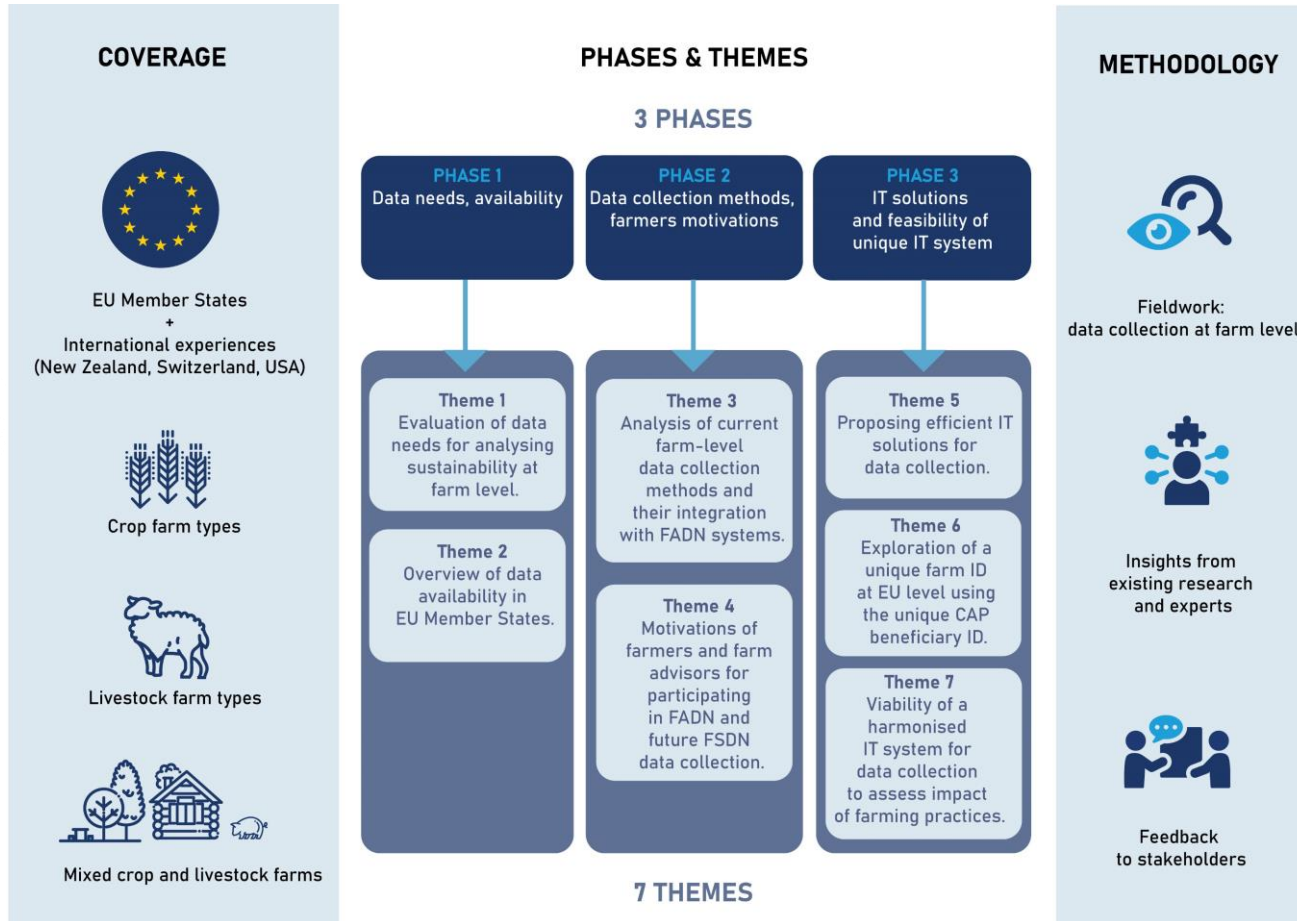 COVERAGE
EU Member States
+
International experiences
(New Zealand, Switzerland, USA)
Crop farm types
Livestock farm types
Mixed crop and livestock farms
PHASES & THEMES
3 PHASES
PHASE 1
Data needs, availability
PHASE 2
Data collection methods,
farmers motivations
PHASE 3
IT solutions
and feasibility of
unique IT system
Theme 1
Evaluation of data
needs for analysing
sustainability at
farm level.
Theme 2
Overview of data
availability in
EU Member States.
Theme 3
Analysis of current
farm-level
data collection
methods and
their integration
with FADN systems.
Theme 4
Motivations of
farmers and farm
advisors for
participating
in FADN and
future FSDN
data collection.
Theme 5
Proposing efficient IT
solutions for
data collection.
Theme 6
Exploration of a
unique farm ID
at EU level using
the unique CAP
beneficiary ID.
Theme 7
Viability of a
harmonised
IT system for
data collection
to assess impact
of farming practices.
7 THEMES
METHODOLOGY
Fieldwork:
data collection at farm level
Insights from
existing research
and experts
Feedback
to stakeholders